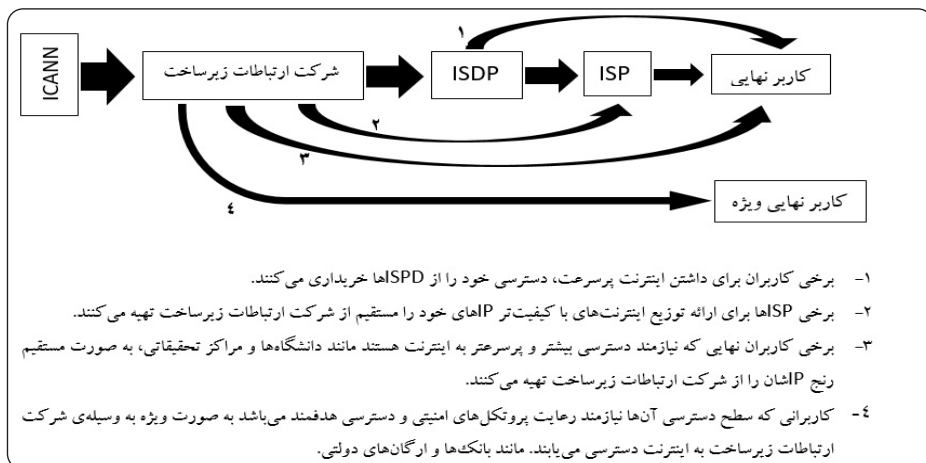 ICANN
شرکت ارتباطات زیرساخت
ISDP
ISP
کاربر نهایی
۱
۲
۳
۴
کاربر نهایی ویژه
۱- برخی کاربران برای داشتن اینترنت پرسرعت، دسترسی خود را از ISPDها خریداری می‌کنند.
۲- برخی ISPها برای ارائه توزیع اینترنت‌های با کیفیت‌تر IPهای خود را مستقیم از شرکت ارتباطات زیرساخت تهیه می‌کنند.
۳- برخی کاربران نهایی که نیازمند دسترسی بیشتر و پرسرعتر به اینترنت هستند مانند دانشگاه‌ها و مراکز تحقیقاتی، به صورت مستقیم
رنج IPشان را از شرکت ارتباطات زیرساخت تهیه می‌کنند.
۴- کاربرانی که سطح دسترسی آن‌ها نیازمند رعایت پروتکل‌های امنیتی و دسترسی هدفمند می‌باشد به صورت ویژه به وسیله‌ی شرکت
ارتباطات زیرساخت به اینترنت دسترسی می‌یابند. مانند بانک‌ها و ارگان‌های دولتی.